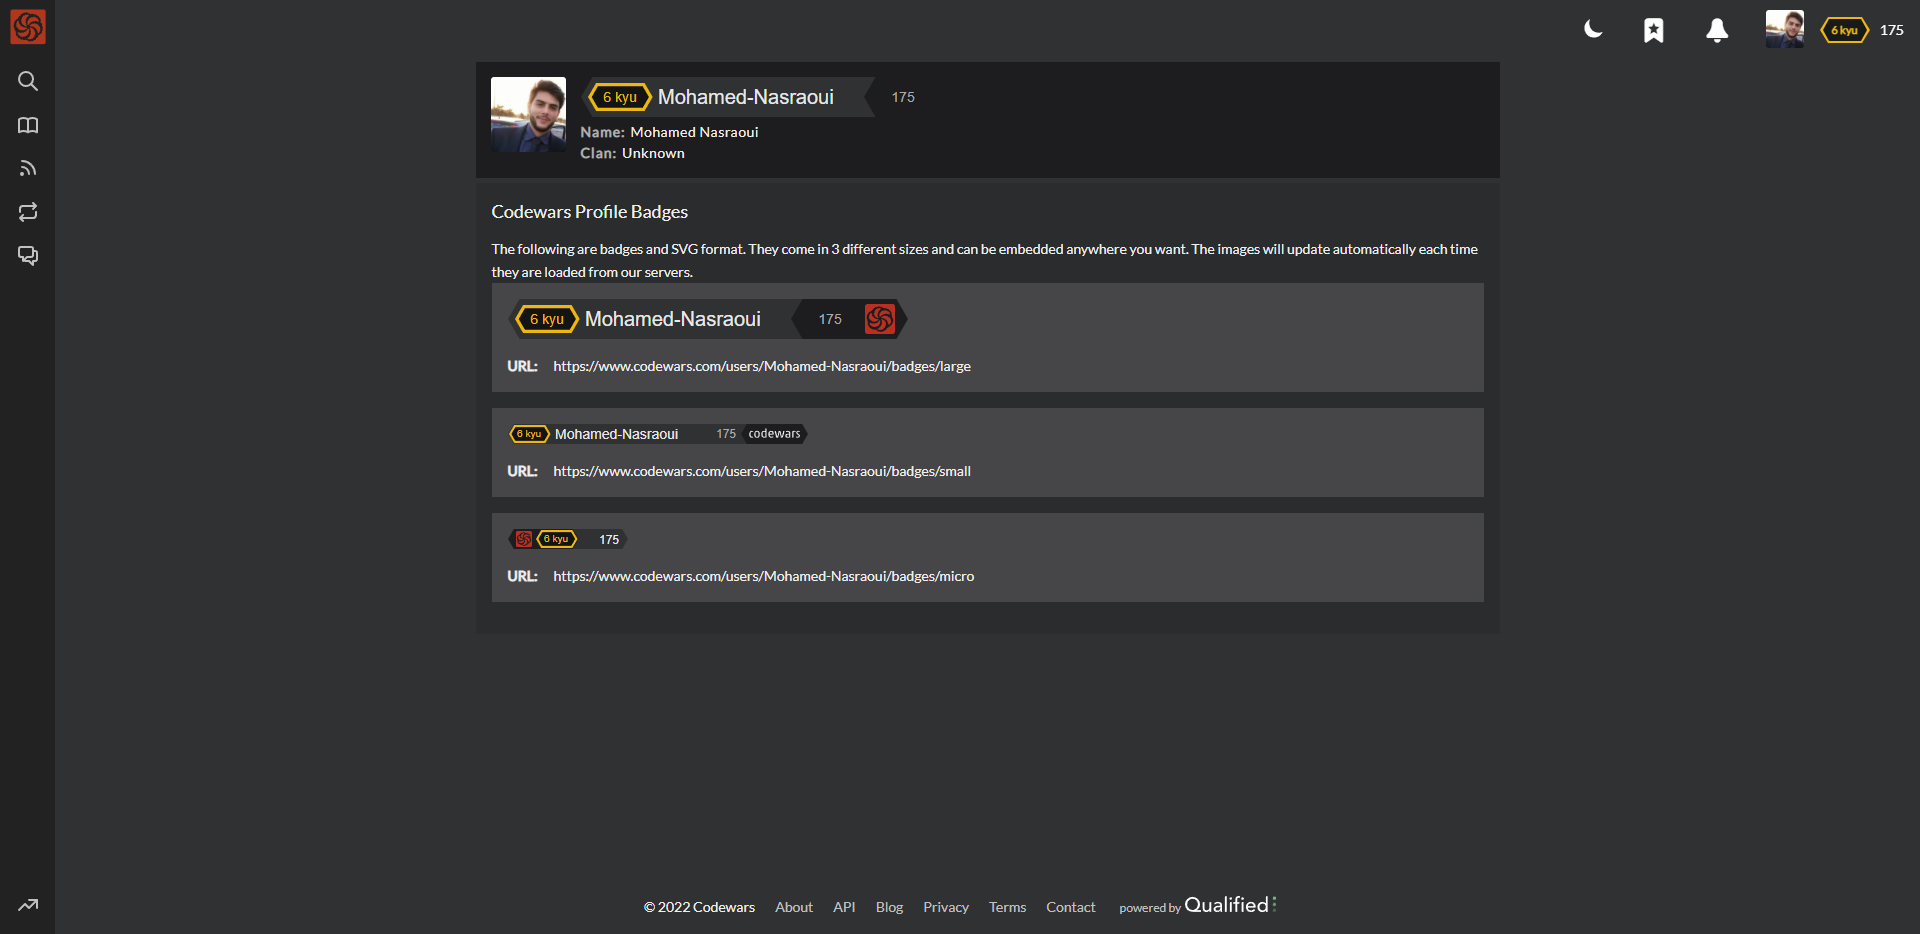 6 kyu 175
6 kyu Mohamed-Nasraoui 175
Name: Mohamed Nasraoui
Clan: Unknown
Codewars Profile Badges
The following are badges and SVG format. They come in 3 different sizes and can be embedded anywhere you want. The images will update automatically each time
they are loaded from our servers.
6 kyu Mohamed-Nasraoui 175
URL: https://www.codewars.com/users/Mohamed-Nasraoui/badges/large
6 kyu Mohamed-Nasraoui 175 codewars
URL: https://www.codewars.com/users/Mohamed-Nasraoui/badges/small
6 kyu 175
URL: https://www.codewars.com/users/Mohamed-Nasraoui/badges/micro
© 2022 Codewars About API Blog Privacy Terms Contact powered by Qualified